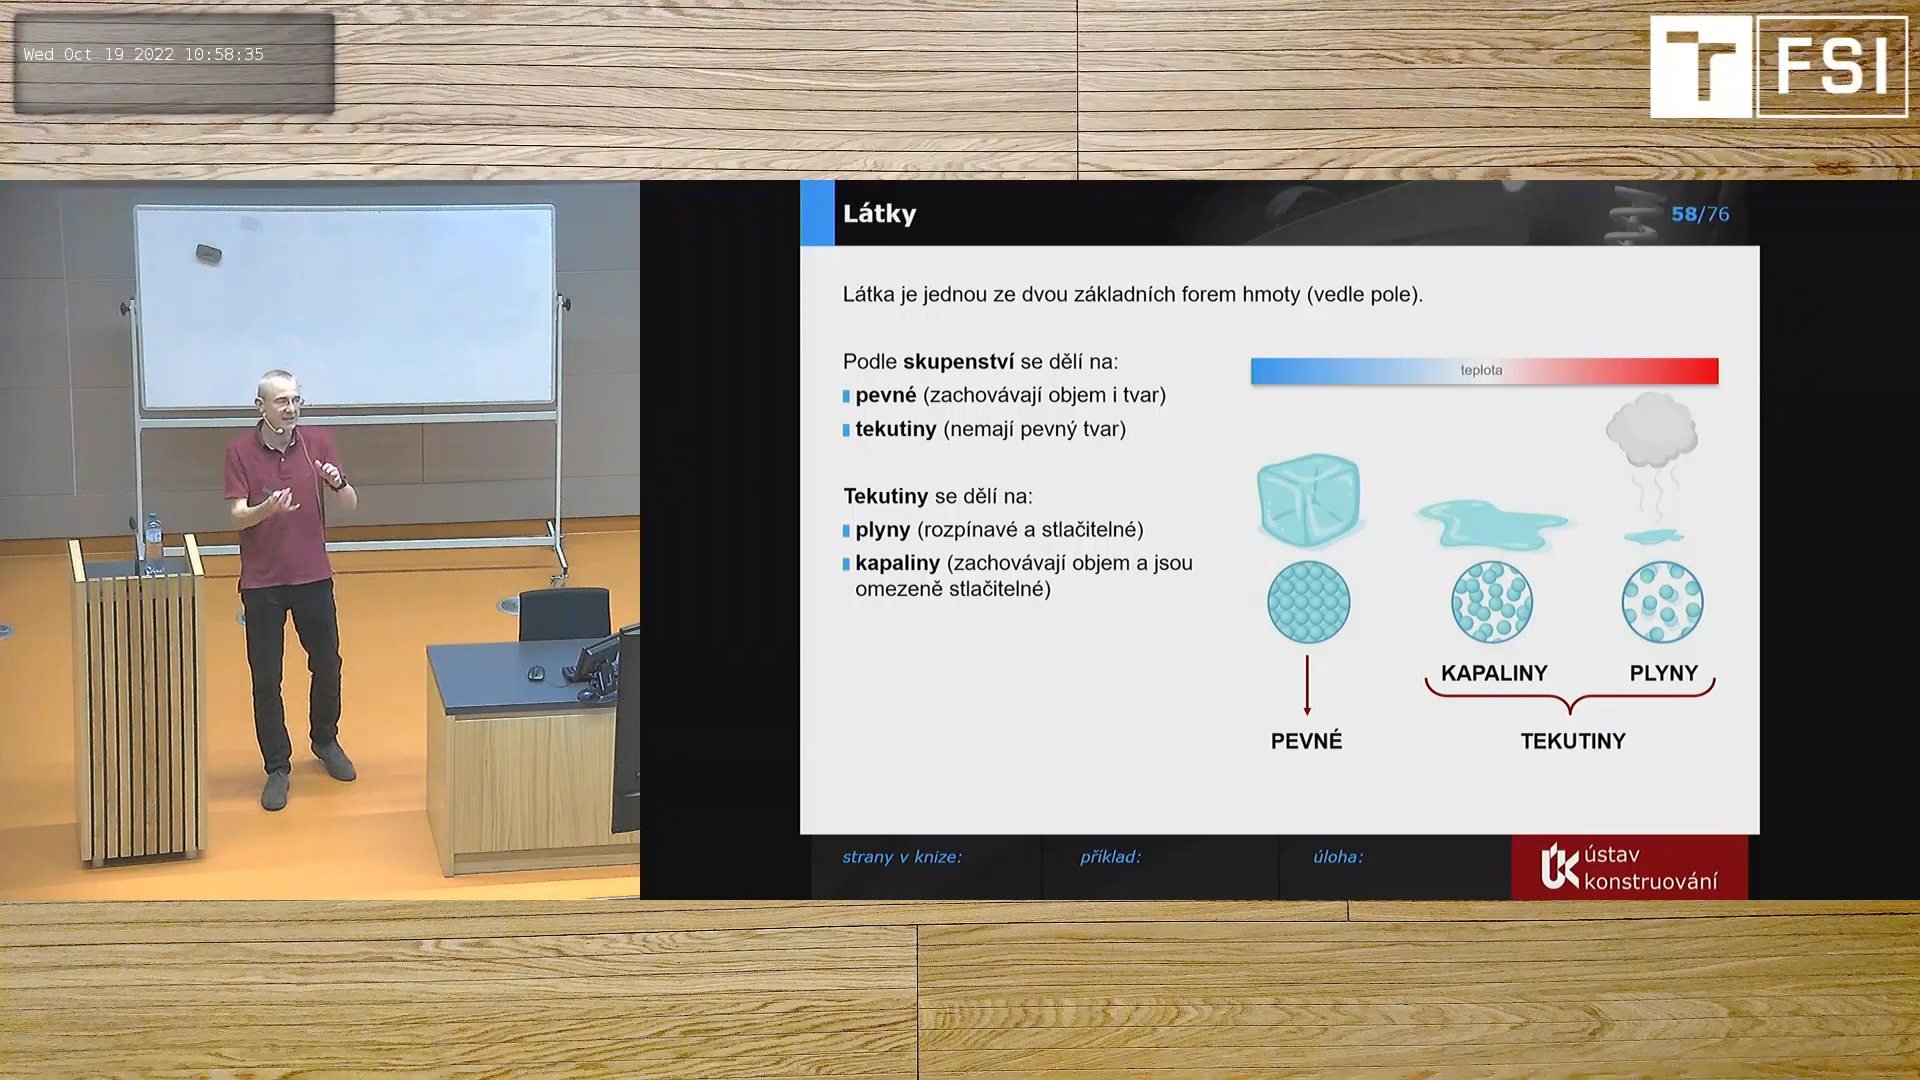 Wed Oct 19 2022 10:58:35
T FSI
Látky
58/76
Látka je jednou ze dvou základních forem hmoty (vedle pole).
Podle skupenství se dělí na:
pevné (zachovávají objem i tvar)
tekutiny (nemají pevný tvar)
Tekutiny se dělí na:
plyny (rozpínavé a stlačitelné)
kapaliny (zachovávají objem a jsou
omezeně stlačitelné)
teplota
KAPALINY
PLYNY
PEVNÉ
TEKUTINY
strany v knize:
příklad:
úloha:
ÚK ústav
konstruování